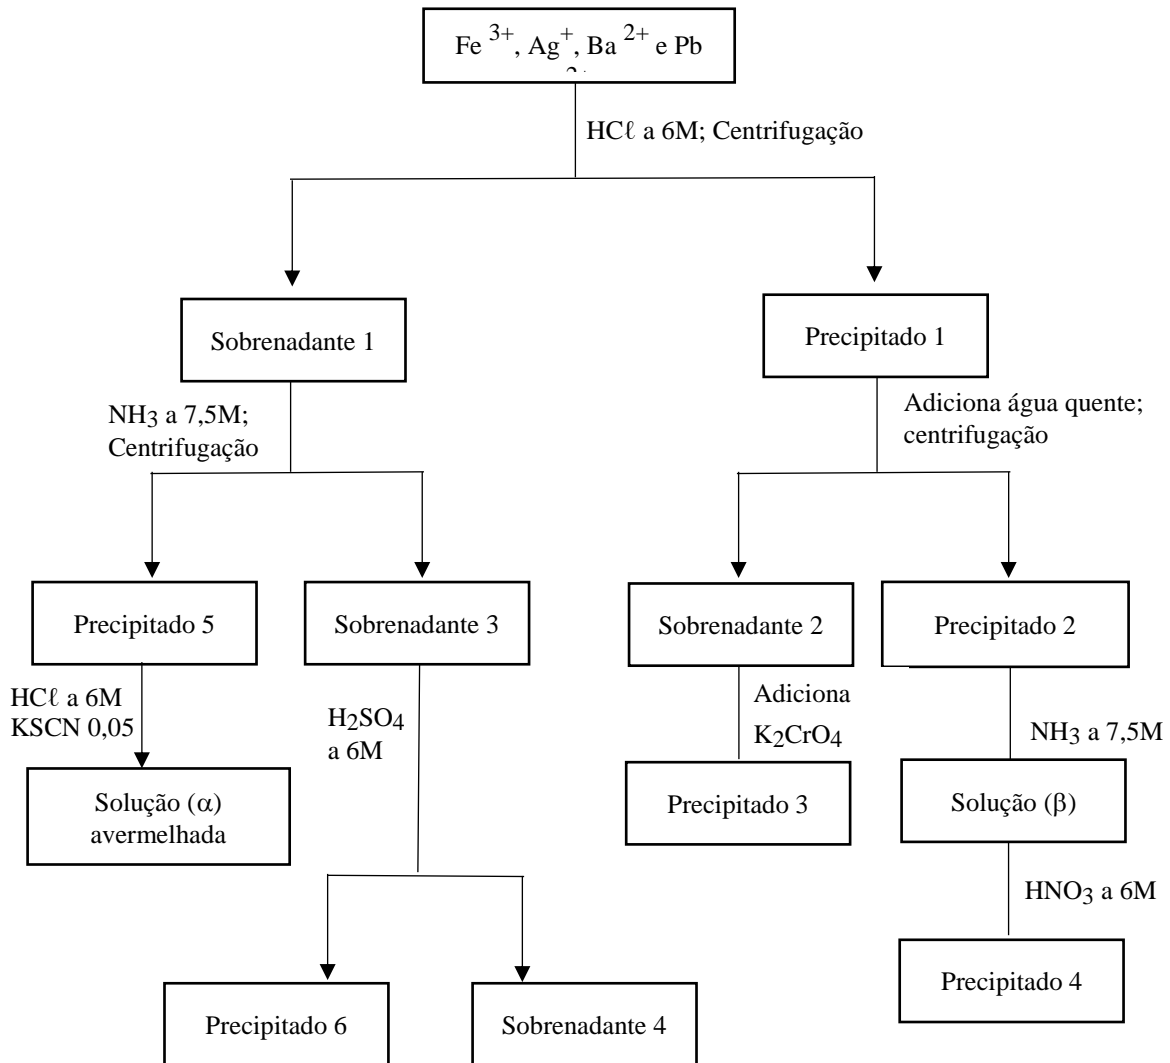 Fe 3+, Ag+, Ba 2+ e Pb
2+
HCℓ a 6M; Centrifugação
Sobrenadante 1
Precipitado 1
NH3 a 7,5M;
Centrifugação
Adiciona água quente;
centrifugação
Precipitado 5
Sobrenadante 3
Sobrenadante 2
Precipitado 2
HCℓ a 6M
KSCN 0,05
H2SO4
a 6M
Adiciona
K2CrO4
NH3 a 7,5M
Solução (α)
avermelhada
Precipitado 3
Solução (β)
HNO3 a 6M
Precipitado 4
Precipitado 6
Sobrenadante 4